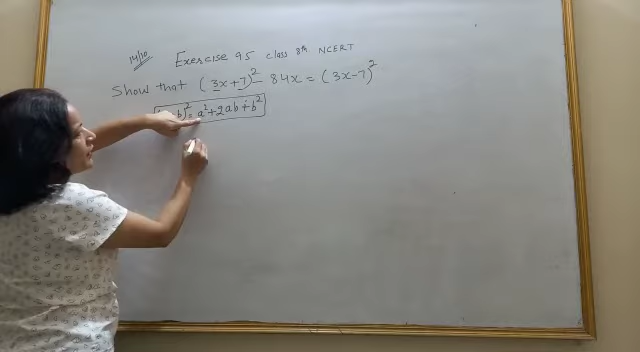 14/10
Exercise 9.5 class 8th NCERT
Show that (3x+7)² - 84x = (3x-7)²
b)² = a² + 2ab + b²